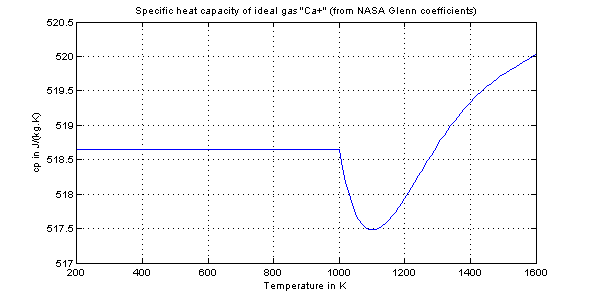 Specific heat capacity of ideal gas "Ca+" (from NASA Glenn coefficients)
520.5
520
519.5
519
518.5
518
517.5
517
cp in J/(kg.K)
200 400 600 800 1000 1200 1400 1600
Temperature in K